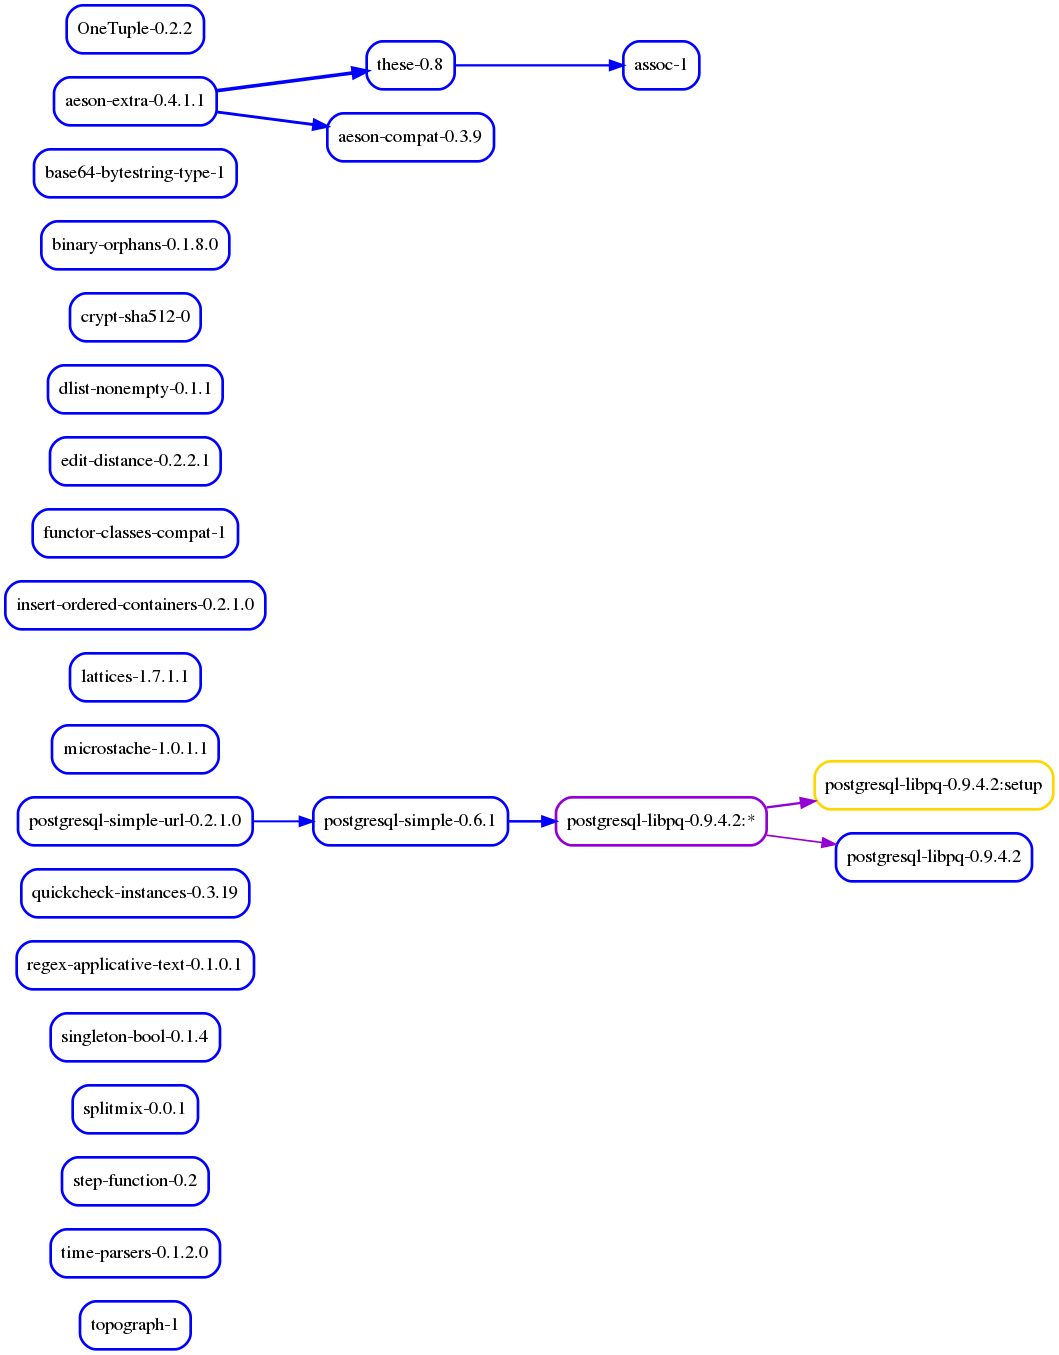 OneTuple-0.2.2
these-0.8
assoc-1
aeson-extra-0.4.1.1
aeson-compat-0.3.9
base64-bytestring-type-1
binary-orphans-0.1.8.0
crypt-sha512-0
dlist-nonempty-0.1.1
edit-distance-0.2.2.1
functor-classes-compat-1
insert-ordered-containers-0.2.1.0
lattices-1.7.1.1
microstache-1.0.1.1
postgresql-libpq-0.9.4.2:setup
postgresql-simple-url-0.2.1.0
postgresql-simple-0.6.1
postgresql-libpq-0.9.4.2:*
postgresql-libpq-0.9.4.2
quickcheck-instances-0.3.19
regex-applicative-text-0.1.0.1
singleton-bool-0.1.4
splitmix-0.0.1
step-function-0.2
time-parsers-0.1.2.0
topograph-1